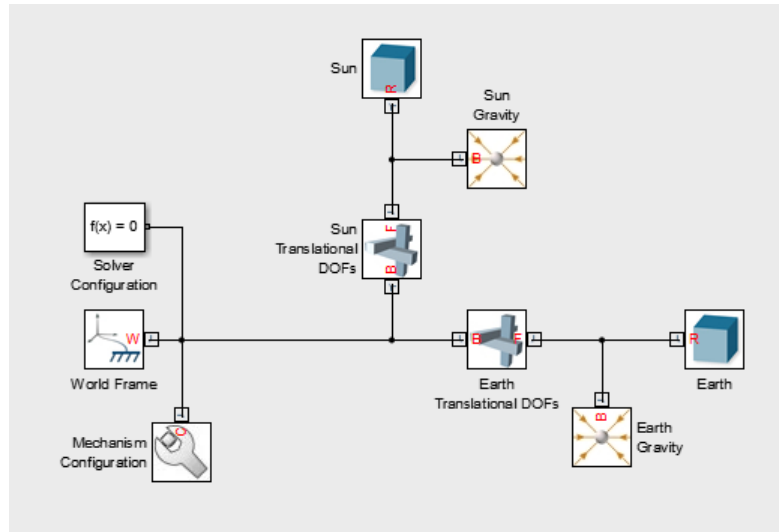 Sun
R
Sun
Gravity
B
F
Sun
Translational
DOFs
B
f(x) = 0
Solver
Configuration
W
World Frame
B
F
Earth
Translational DOFs
R
Earth
C
Mechanism
Configuration
B
Earth
Gravity